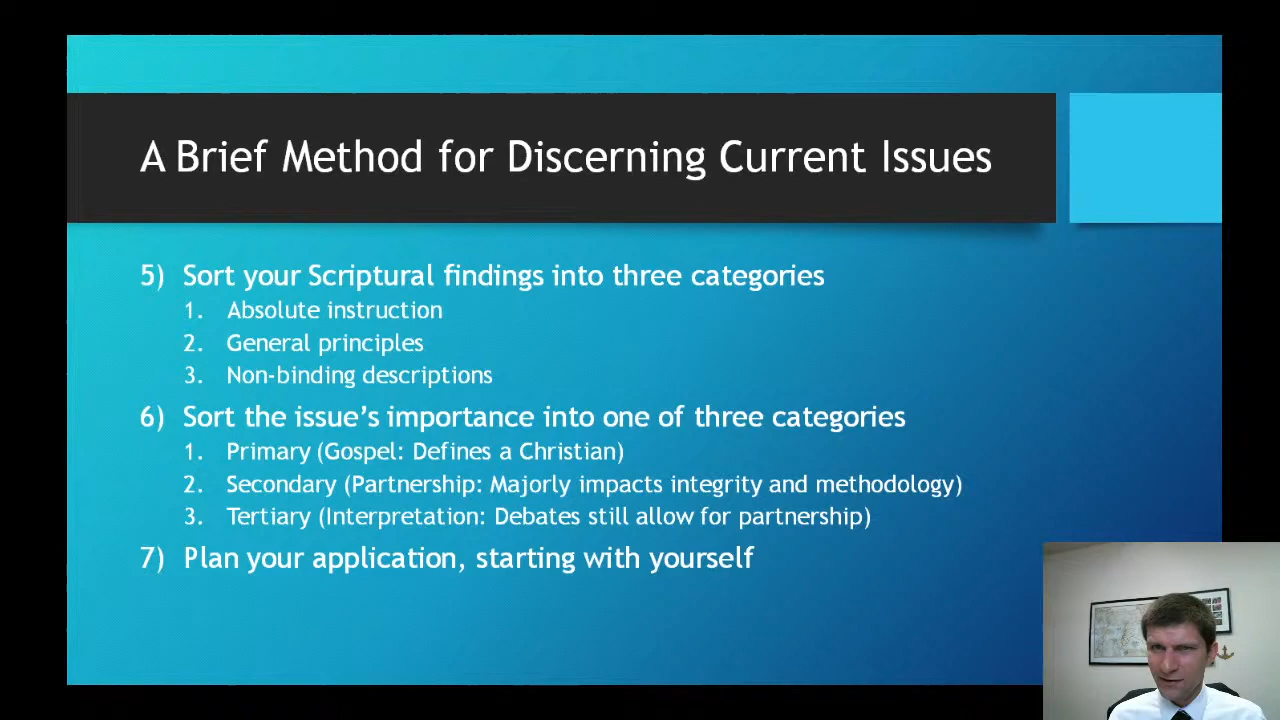 A Brief Method for Discerning Current Issues
5) Sort your Scriptural findings into three categories
1. Absolute instruction
2. General principles
3. Non-binding descriptions
6) Sort the issue's importance into one of three categories
1. Primary (Gospel: Defines a Christian)
2. Secondary (Partnership: Majorly impacts integrity and methodology)
3. Tertiary (Interpretation: Debates still allow for partnership)
7) Plan your application, starting with yourself